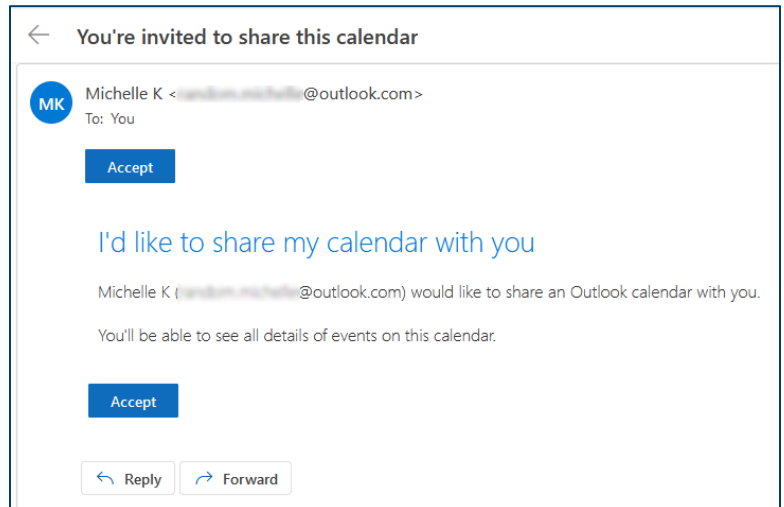 You're invited to share this calendar
MK
Michelle K < @outlook.com>
To: You
Accept
I'd like to share my calendar with you
Michelle K ( @outlook.com) would like to share an Outlook calendar with you.
You'll be able to see all details of events on this calendar.
Accept
Reply Forward